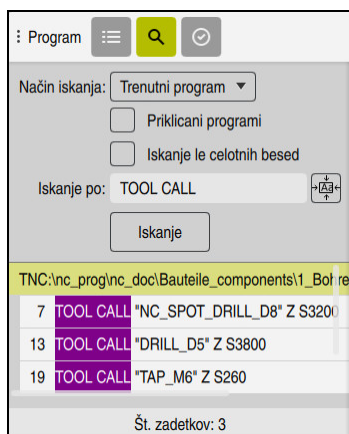 Program
Način iskanja: Trenutni program
Priklicani programi
Iskanje le celotnih besed
Iskanje po: TOOL CALL
Iskanje
TNC:\nc_prog\nc_doc\Bauteile_components\1_Bohre
7 TOOL CALL "NC_SPOT_DRILL_D8" Z S3200
13 TOOL CALL "DRILL_D5" Z S3800
19 TOOL CALL "TAP_M6" Z S260
Št. zadetkov: 3